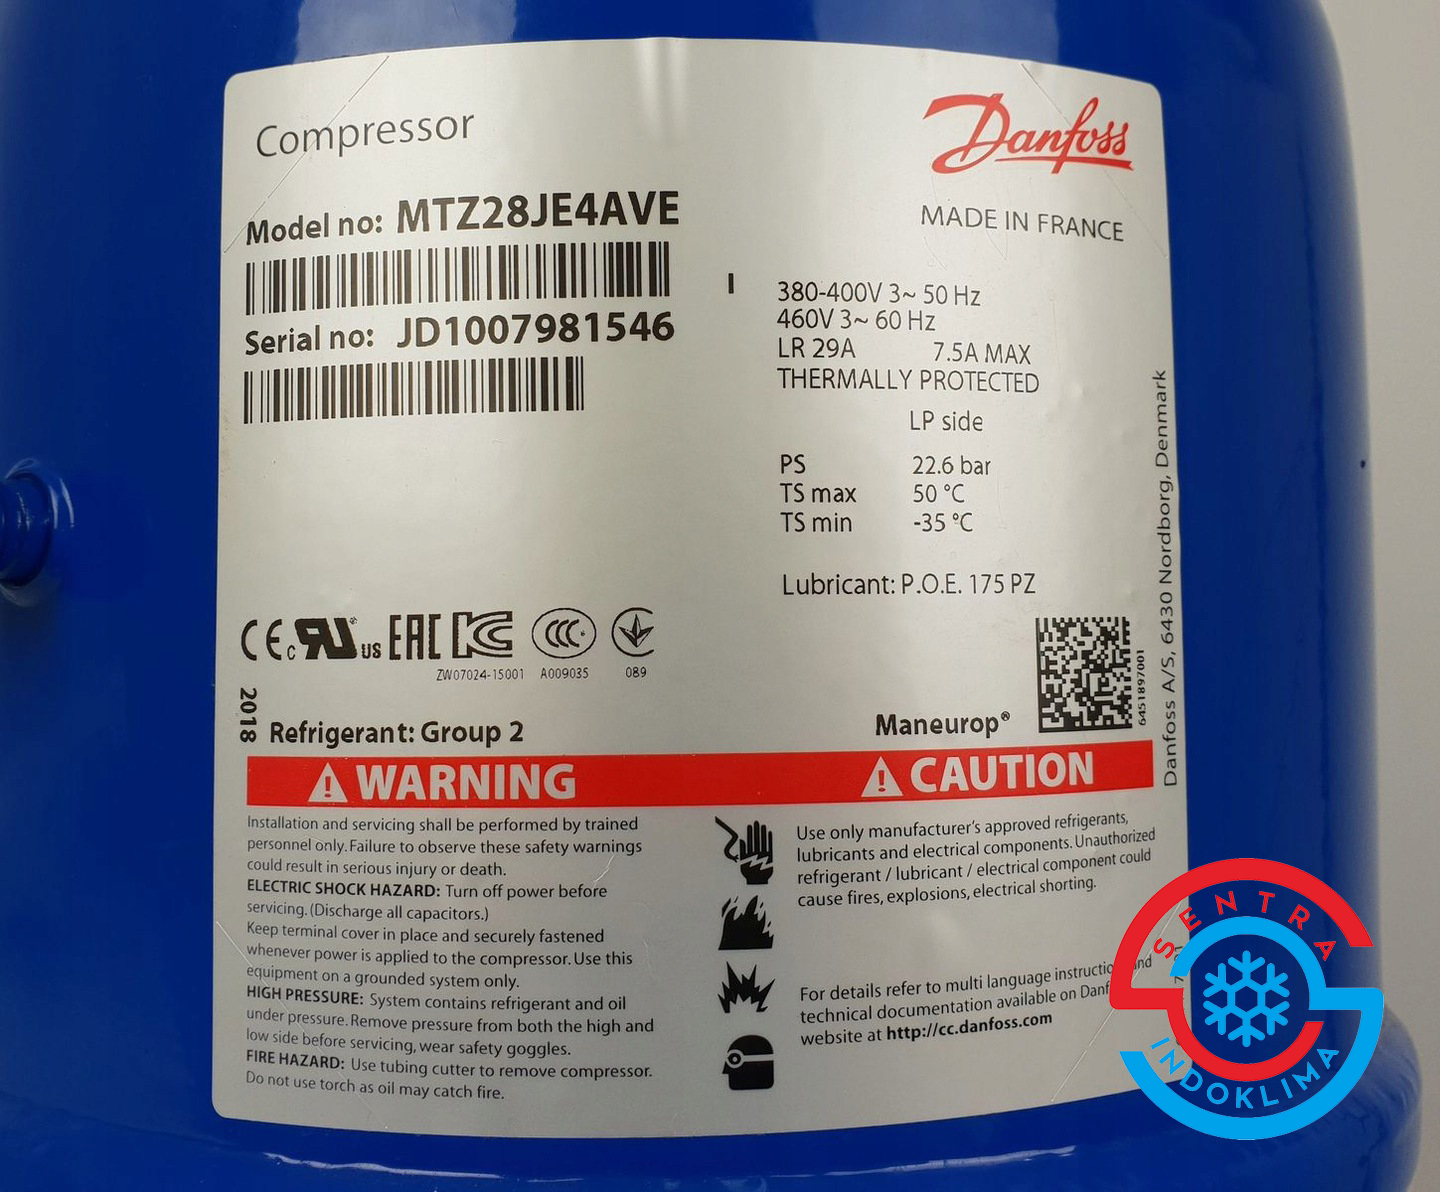 Compressor
Danfoss
MADE IN FRANCE
Model no: MTZ28JE4AVE
Serial no: JD1007981546
I
380-400V 3~ 50 Hz
460V 3~ 60 Hz
LR 29A 7.5A MAX
THERMALLY PROTECTED
LP side
PS 22.6 bar
TS max 50 °C
TS min -35 °C
Lubricant: P.O.E. 175 PZ
CE c RU us EAC KC CCC
ZW07024-15001 A009035 089
2018
Refrigerant: Group 2
Maneurop®
6451897001
Danfoss A/S, 6430 Nordborg, Denmark
WARNING
CAUTION
Installation and servicing shall be performed by trained
personnel only. Failure to observe these safety warnings
could result in serious injury or death.
ELECTRIC SHOCK HAZARD: Turn off power before
servicing. (Discharge all capacitors.)
Keep terminal cover in place and securely fastened
whenever power is applied to the compressor. Use this
equipment on a grounded system only.
HIGH PRESSURE: System contains refrigerant and oil
under pressure. Remove pressure from both the high and
low side before servicing, wear safety goggles.
FIRE HAZARD: Use tubing cutter to remove compressor.
Do not use torch as oil may catch fire.
Use only manufacturer's approved refrigerants,
lubricants and electrical components. Unauthorized
refrigerant / lubricant / electrical component could
cause fires, explosions, electrical shorting.
For details refer to multi language instruction and
technical documentation available on Danf
website at http://cc.danfoss.com
SENTRA
INDOKLIMA